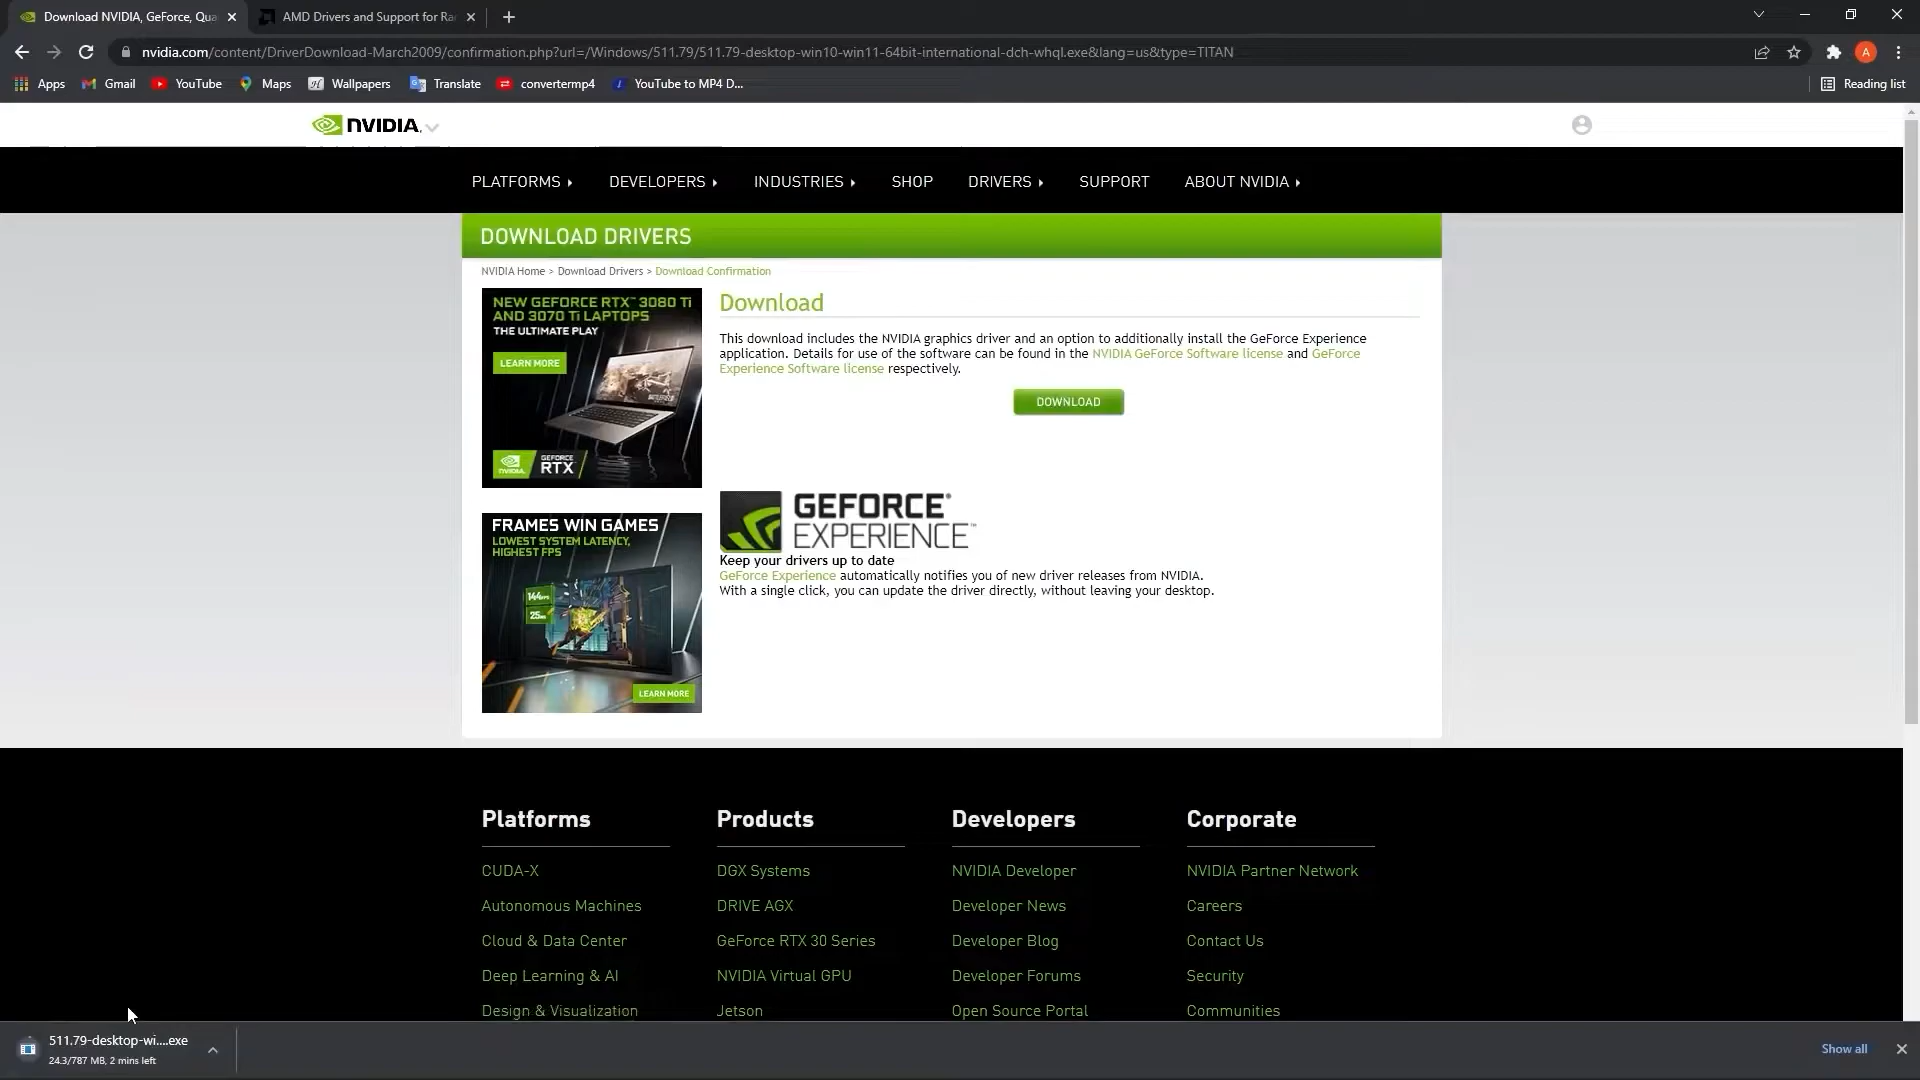 Download NVIDIA, GeForce, Qua
AMD Drivers and Support for Ra
nvidia.com/content/DriverDownload-March2009/confirmation.php?url=/Windows/511.79/511.79-desktop-win10-win11-64bit-international-dch-whql.exe&lang=us&type=TITAN
A
Apps
Gmail
YouTube
Maps
Wallpapers
Translate
convertermp4
YouTube to MP4 D...
Reading list
NVIDIA.
PLATFORMS
DEVELOPERS
INDUSTRIES
SHOP
DRIVERS
SUPPORT
ABOUT NVIDIA
DOWNLOAD DRIVERS
NVIDIA Home > Download Drivers > Download Confirmation
NEW GEFORCE RTX™ 3080 Ti
AND 3070 Ti LAPTOPS
THE ULTIMATE PLAY
LEARN MORE
NVIDIA
GEFORCE
RTX
Download
This download includes the NVIDIA graphics driver and an option to additionally install the GeForce Experience
application. Details for use of the software can be found in the NVIDIA GeForce Software license and GeForce
Experience Software license respectively.
DOWNLOAD
FRAMES WIN GAMES
LOWEST SYSTEM LATENCY,
HIGHEST FPS
LEARN MORE
GEFORCE®
EXPERIENCE™
Keep your drivers up to date
GeForce Experience automatically notifies you of new driver releases from NVIDIA.
With a single click, you can update the driver directly, without leaving your desktop.
Platforms
CUDA-X
Autonomous Machines
Cloud & Data Center
Deep Learning & AI
Design & Visualization
Products
DGX Systems
DRIVE AGX
GeForce RTX 30 Series
NVIDIA Virtual GPU
Jetson
Developers
NVIDIA Developer
Developer News
Developer Blog
Developer Forums
Open Source Portal
Corporate
NVIDIA Partner Network
Careers
Contact Us
Security
Communities
511.79-desktop-wi....exe
24.3/787 MB, 2 mins left
Show all